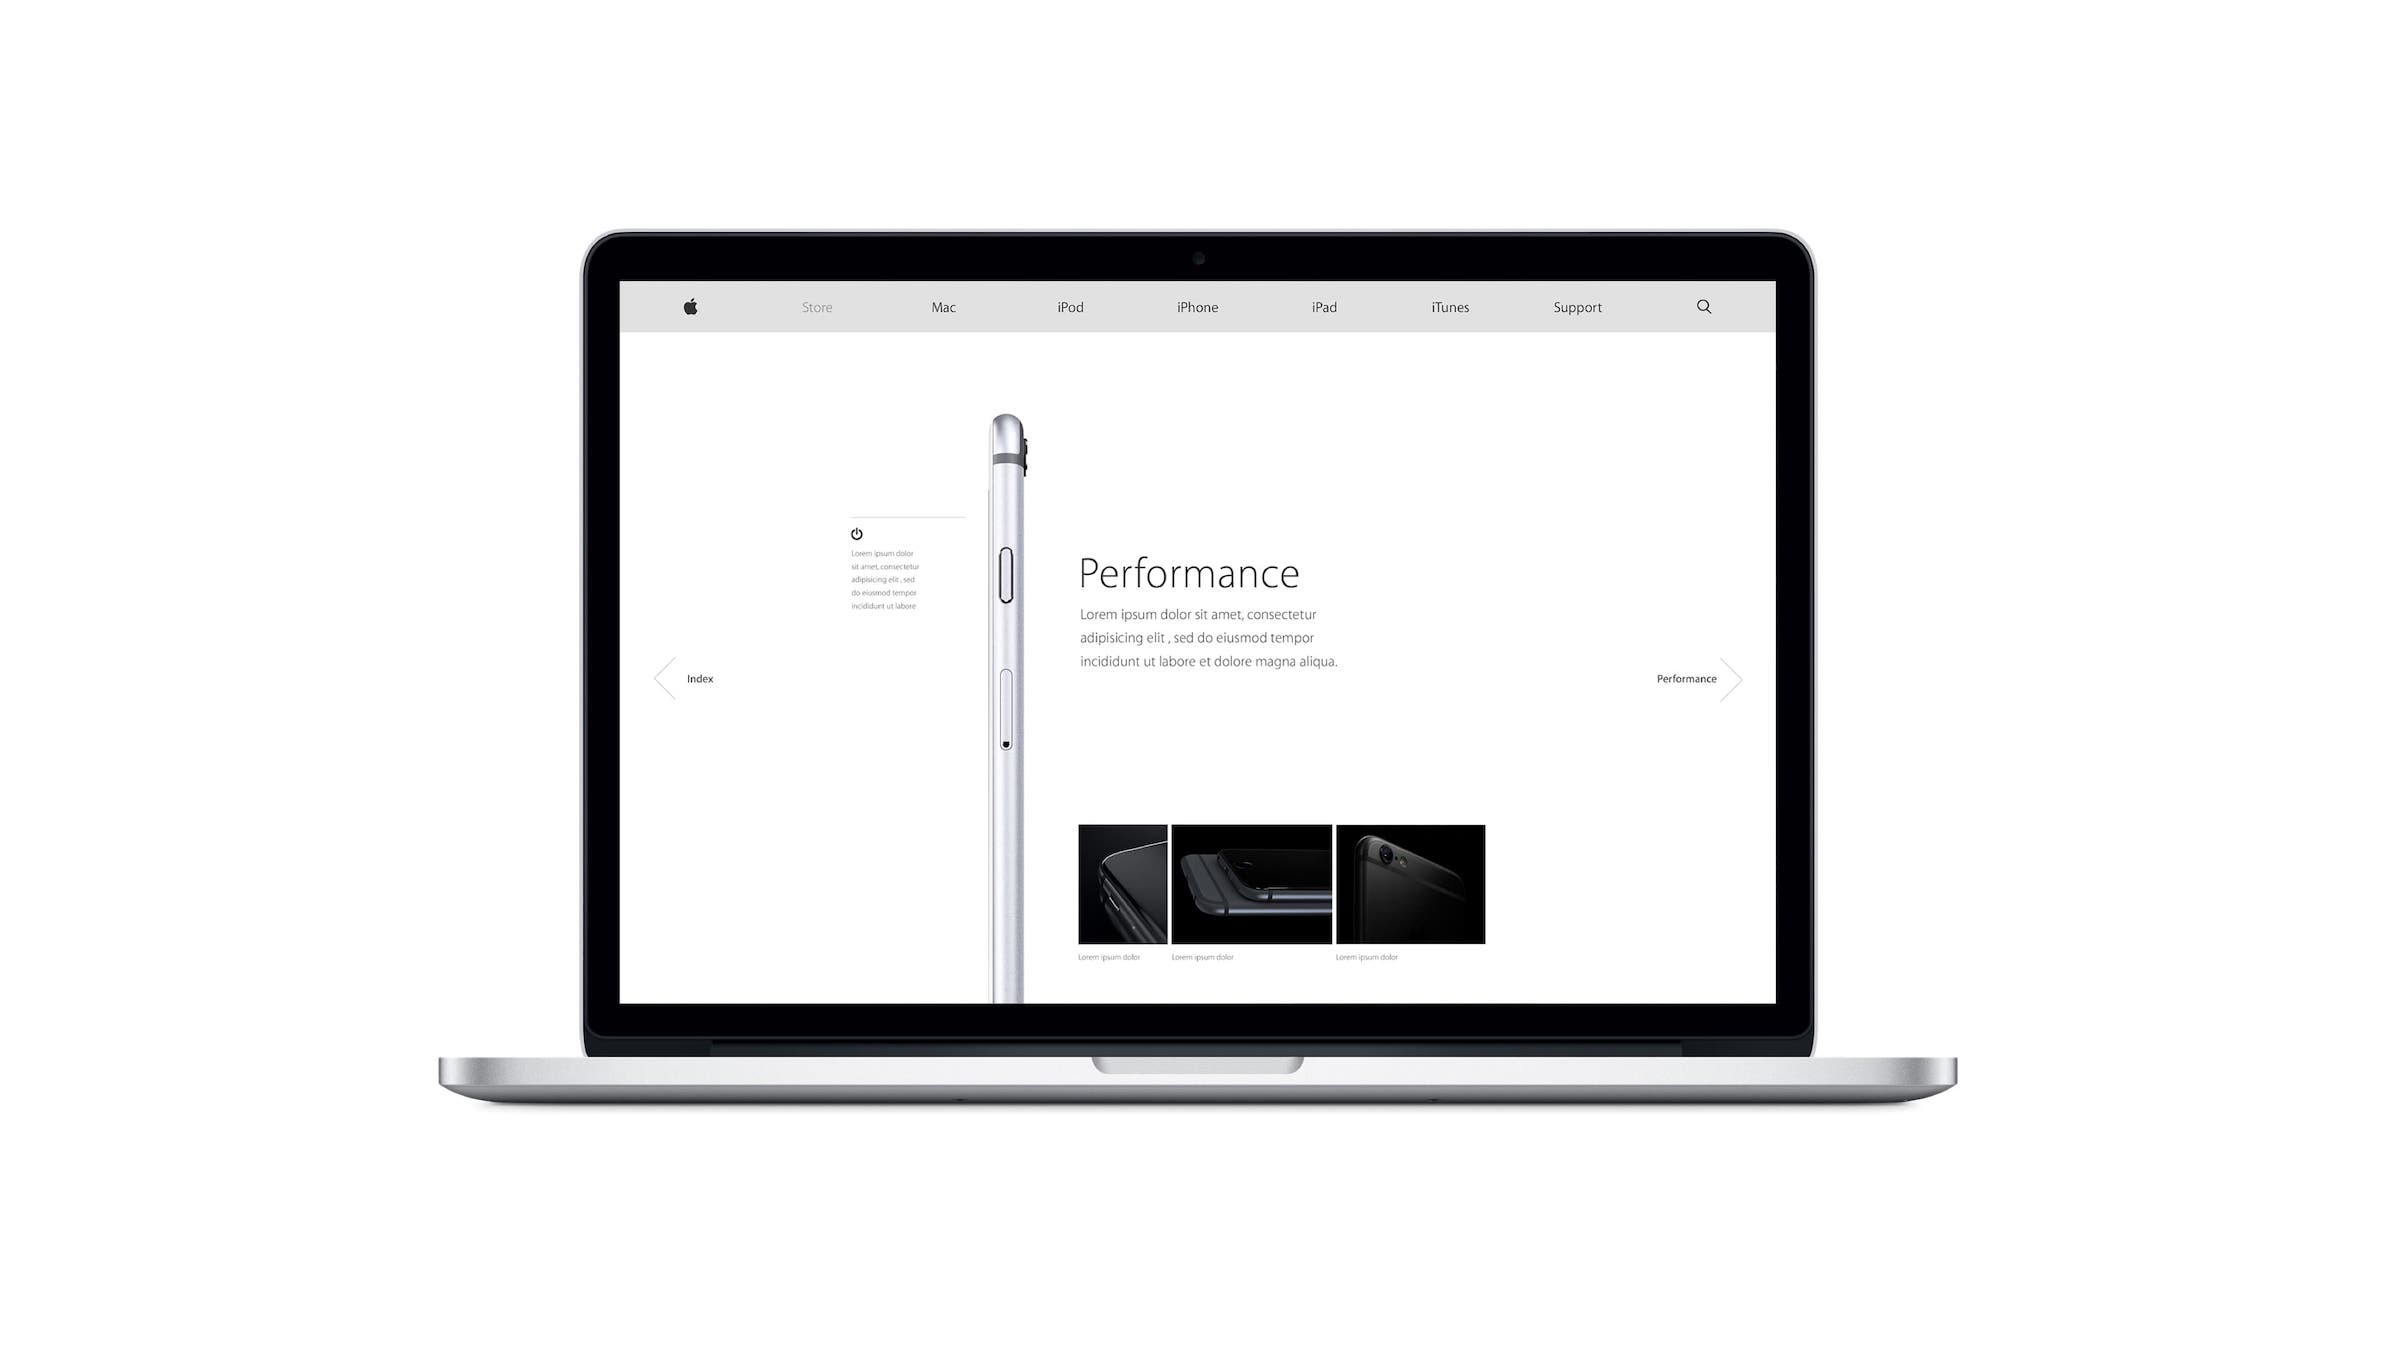 Store Mac iPod iPhone iPad iTunes Support
Lorem ipsum dolor
sit amet, consectetur
adipisicing elit , sed
do eiusmod tempor
incididunt ut labore
Performance
Lorem ipsum dolor sit amet, consectetur
adipisicing elit , sed do eiusmod tempor
incididunt ut labore et dolore magna aliqua.
Index
Performance
Lorem ipsum dolor
Lorem ipsum dolor
Lorem ipsum dolor